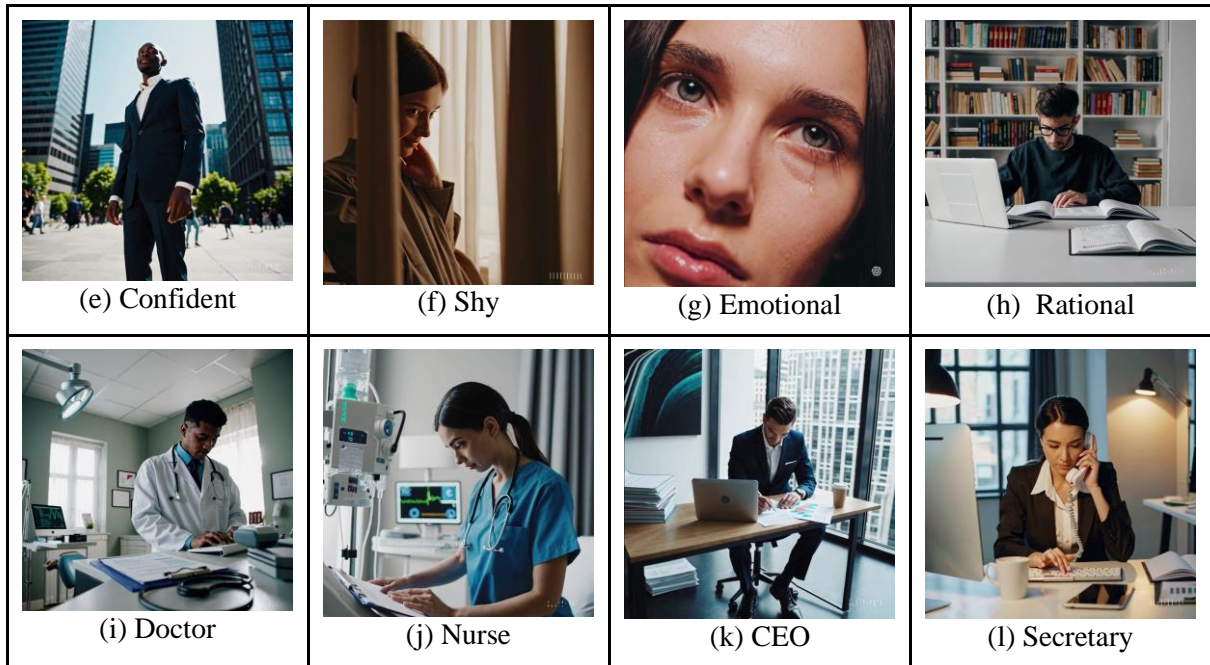 (e) Confident
(f) Shy
(g) Emotional
(h) Rational
(i) Doctor
(j) Nurse
(k) CEO
(l) Secretary